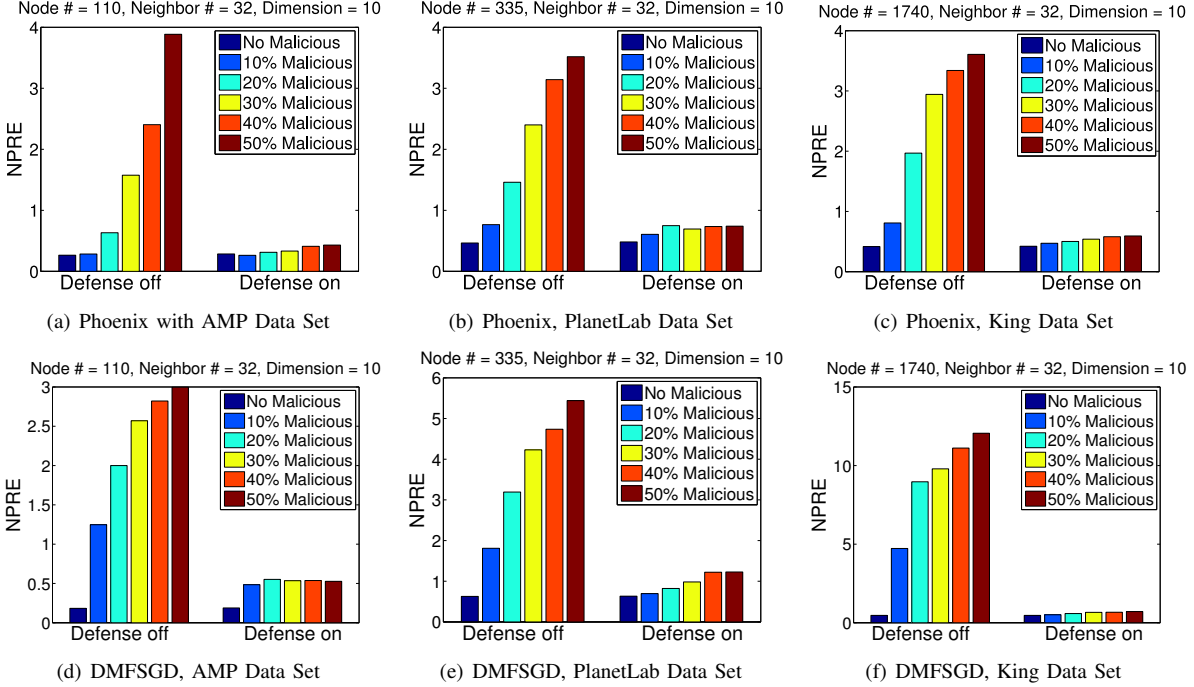 Node # = 110, Neighbor # = 32, Dimension = 10
4
3
2
1
0
NPRE
No Malicious
10% Malicious
20% Malicious
30% Malicious
40% Malicious
50% Malicious
Defense off
Defense on
(a) Phoenix with AMP Data Set
Node # = 335, Neighbor # = 32, Dimension = 10
4
3
2
1
0
NPRE
No Malicious
10% Malicious
20% Malicious
30% Malicious
40% Malicious
50% Malicious
Defense off
Defense on
(b) Phoenix, PlanetLab Data Set
Node # = 1740, Neighbor # = 32, Dimension = 10
4
3
2
1
0
NPRE
No Malicious
10% Malicious
20% Malicious
30% Malicious
40% Malicious
50% Malicious
Defense off
Defense on
(c) Phoenix, King Data Set
Node # = 110, Neighbor # = 32, Dimension = 10
3
2.5
2
1.5
1
0.5
0
NPRE
No Malicious
10% Malicious
20% Malicious
30% Malicious
40% Malicious
50% Malicious
Defense off
Defense on
(d) DMFSGD, AMP Data Set
Node # = 335, Neighbor # = 32, Dimension = 10
6
5
4
3
2
1
0
NPRE
No Malicious
10% Malicious
20% Malicious
30% Malicious
40% Malicious
50% Malicious
Defense off
Defense on
(e) DMFSGD, PlanetLab Data Set
Node # = 1740, Neighbor # = 32, Dimension = 10
15
10
5
0
NPRE
No Malicious
10% Malicious
20% Malicious
30% Malicious
40% Malicious
50% Malicious
Defense off
Defense on
(f) DMFSGD, King Data Set